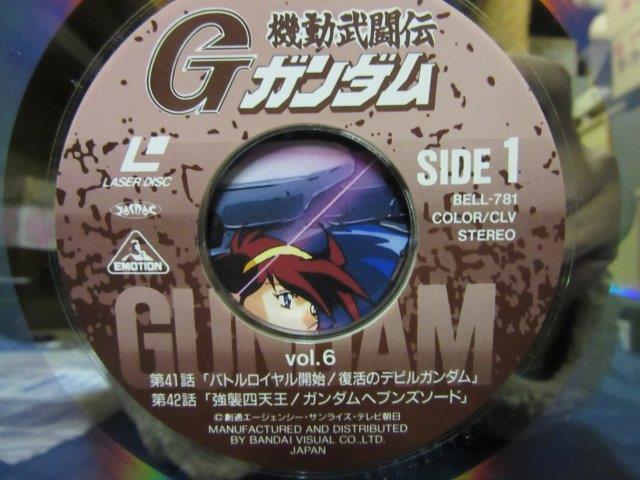 機動武闘伝
Gガンダム
LASER DISC
SIDE 1
BELL-781
COLOR/CLV
STEREO
EMOTION
GUNDAM
vol.6
第41話「バトルロイヤル開始!復活のデビルガンダム」
第42話「強襲四天王!ガンダムヘブンズソード」
©創通エージェンシー・サンライズ・テレビ朝日
MANUFACTURED AND DISTRIBUTED
BY BANDAI VISUAL CO.,LTD.
JAPAN